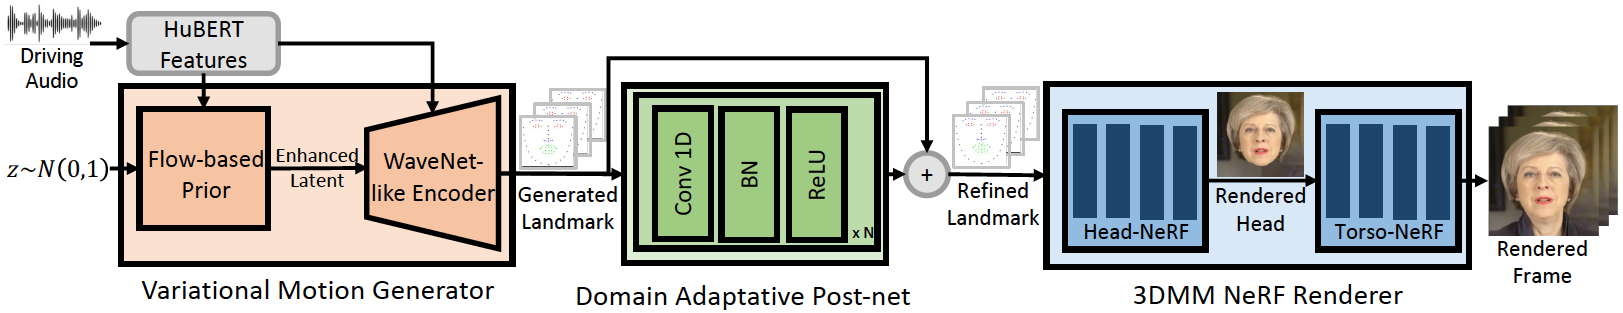 Driving
Audio
HuBERT
Features
z~N(0,1)
Flow-based
Prior
Enhanced
Latent
WaveNet-
like Encoder
Variational Motion Generator
Generated
Landmark
Conv 1D
BN
ReLU
x N
Domain Adaptative Post-net
+
Refined
Landmark
Head-NeRF
Rendered
Head
Torso-NeRF
3DMM NeRF Renderer
Rendered
Frame